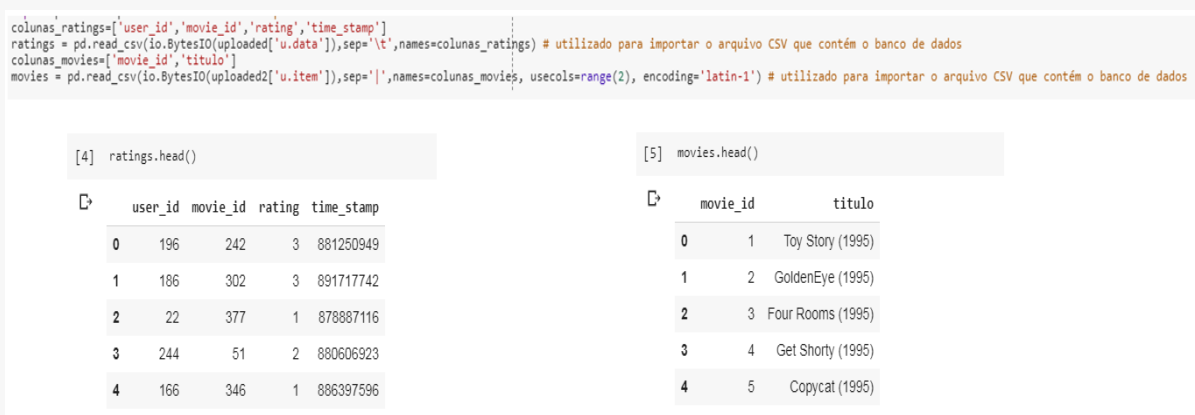 colunas_ratings=['user_id','movie_id','rating','time_stamp']
ratings = pd.read_csv(io.BytesIO(uploaded['u.data']),sep='\t',names=colunas_ratings) # utilizado para importar o arquivo CSV que contém o banco de dados
colunas_movies=['movie_id','titulo']
movies = pd.read_csv(io.BytesIO(uploaded2['u.item']),sep='|',names=colunas_movies, usecols=range(2), encoding='latin-1') # utilizado para importar o arquivo CSV que contém o banco de dados
[4] ratings.head()
user_id movie_id rating time_stamp
0 196 242 3 881250949
1 186 302 3 891717742
2 22 377 1 878887116
3 244 51 2 880606923
4 166 346 1 886397596
[5] movies.head()
movie_id titulo
0 1 Toy Story (1995)
1 2 GoldenEye (1995)
2 3 Four Rooms (1995)
3 4 Get Shorty (1995)
4 5 Copycat (1995)